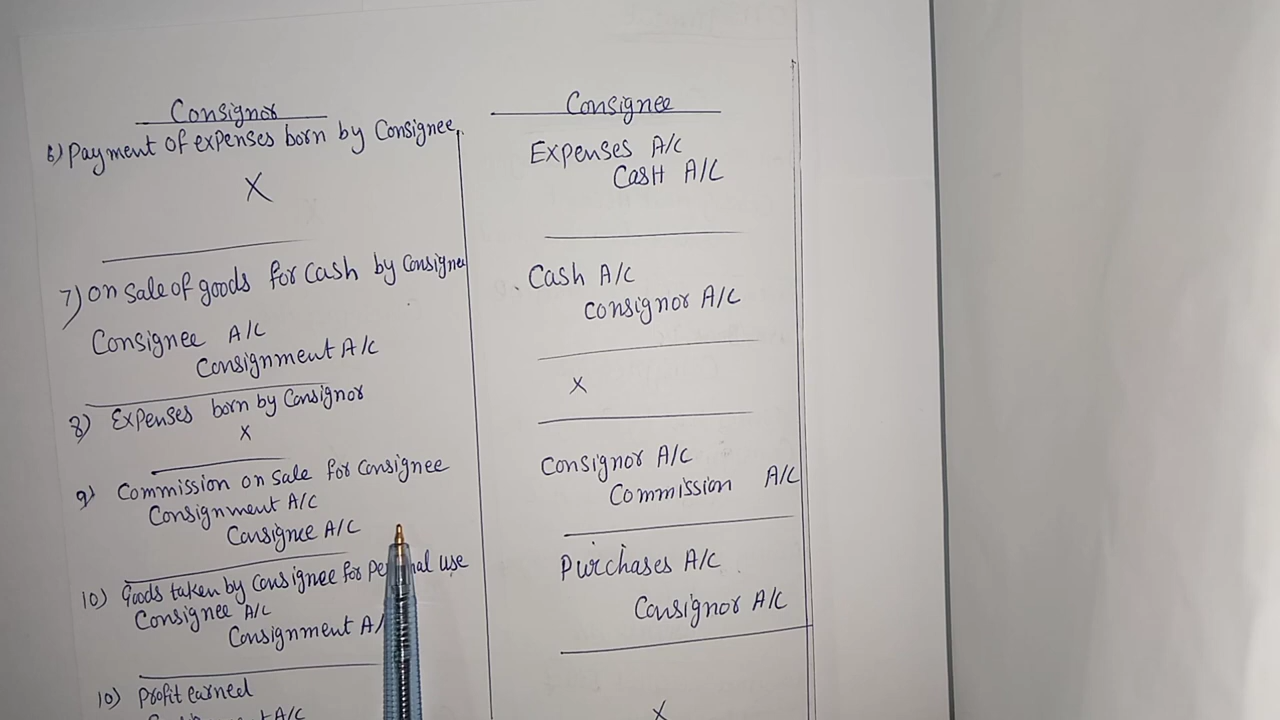 Consignor
6) Payment of expenses born by Consignee
X
7) On sale of goods for cash by Consignee
Consignee A/C
Consignment A/C
8) Expenses born by Consignor
X
9) Commission on sale for consignee
Consignment A/C
Consignee A/C
10) Goods taken by Consignee for use
Consignee A/C
Consignment
10) Profit earned
A/C
Consignee
Expenses A/C
CasH A/C
Cash A/C
Consignor A/C
X
Consignor A/C
Commission A/C
Purchases A/C
Consignor A/C
X